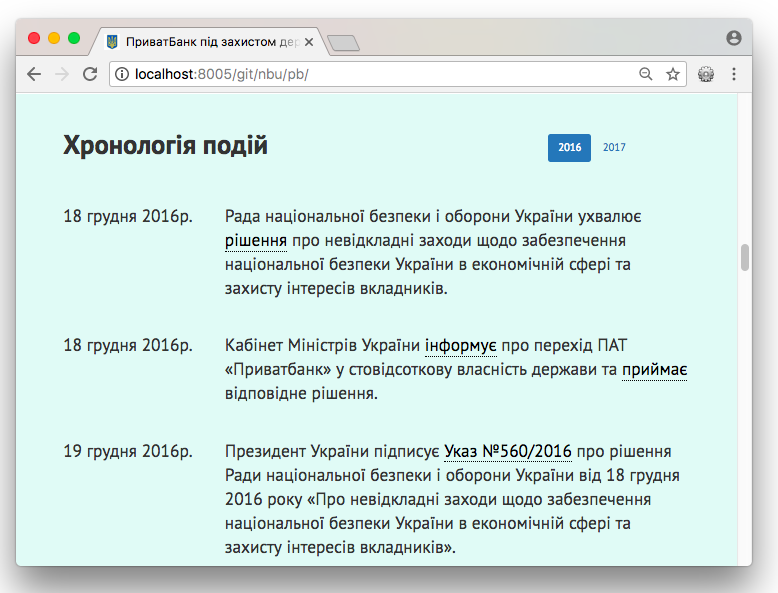 ПриватБанк під захистом дер
localhost:8005/git/nbu/pb/
Хронологія подій
2016
2017
18 грудня 2016р.
Рада національної безпеки і оборони України ухвалює
рішення про невідкладні заходи щодо забезпечення
національної безпеки України в економічній сфері та
захисту інтересів вкладників.
18 грудня 2016р.
Кабінет Міністрів України інформує про перехід ПАТ
«Приватбанк» у стовідсоткову власність держави та приймає
відповідне рішення.
19 грудня 2016р.
Президент України підписує Указ №560/2016 про рішення
Ради національної безпеки і оборони України від 18 грудня
2016 року «Про невідкладні заходи щодо забезпечення
національної безпеки України в економічній сфері та
захисту інтересів вкладників».